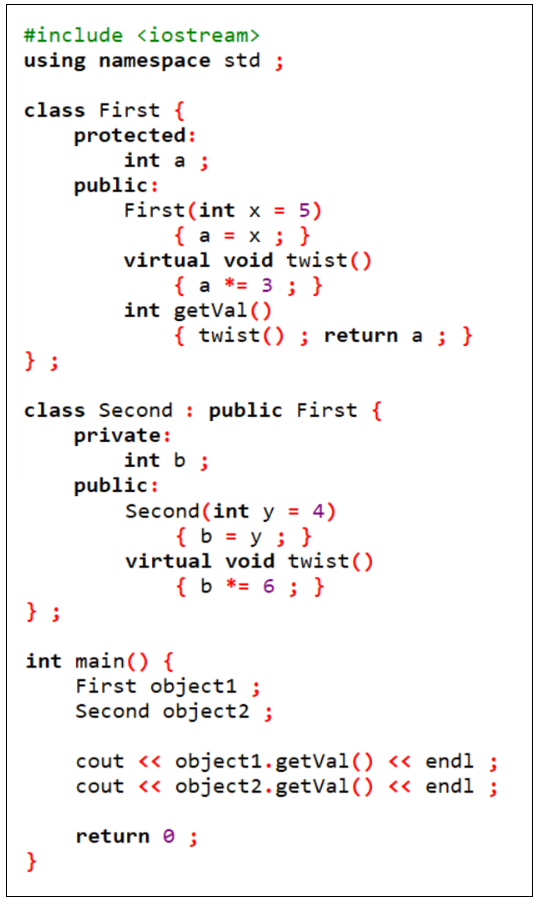 #include <iostream>
using namespace std ;

class First {
    protected:
        int a ;
    public:
        First(int x = 5)
            { a = x ; }
        virtual void twist()
            { a *= 3 ; }
        int getVal()
            { twist() ; return a ; }
} ;

class Second : public First {
    private:
        int b ;
    public:
        Second(int y = 4)
            { b = y ; }
        virtual void twist()
            { b *= 6 ; }
} ;

int main() {
    First object1 ;
    Second object2 ;

    cout << object1.getVal() << endl ;
    cout << object2.getVal() << endl ;

    return 0 ;
}